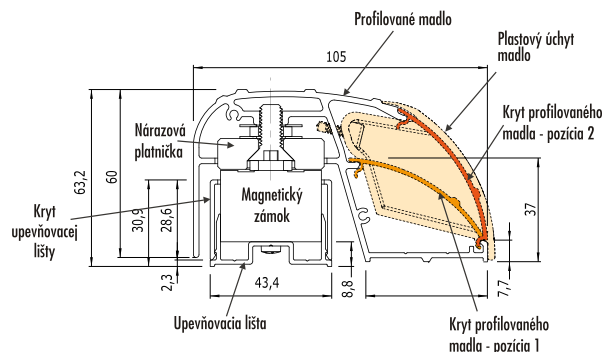 Profilované madlo
Plastový úchyt
madlo
105
Kryt profilovaného
madla - pozícia 2
Nárazová
platnička
63,2
60
30,9
28,6
Magnetický
zámok
37
Kryt
upevňovacej
lišty
2,3
43,4
8,8
7,7
Upevňovacia lišta
Kryt profilovaného
madla - pozícia 1